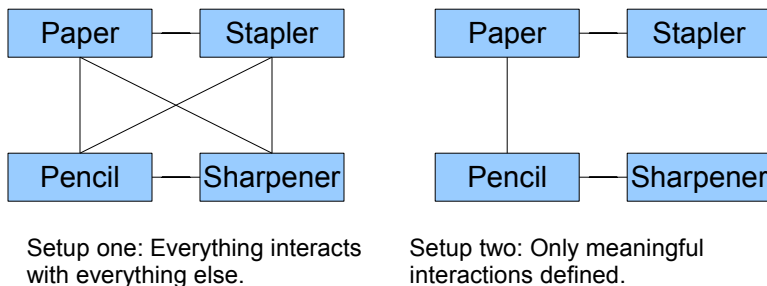 Paper Stapler Paper Stapler
Pencil Sharpener Pencil Sharpener
Setup one: Everything interacts
with everything else.
Setup two: Only meaningful
interactions defined.